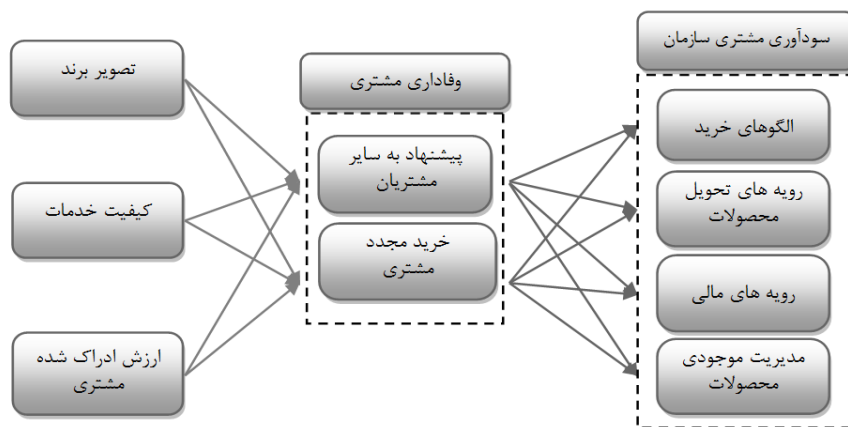 سودآوری مشتری سازمان
الگوهای خرید
رویه های تحویل
محصولات
رویه های مالی
مدیریت موجودی
محصولات
وفاداری مشتری
پیشنهاد به سایر
مشتریان
خرید مجدد
مشتری
تصویر برند
کیفیت خدمات
ارزش ادراک شده
مشتری